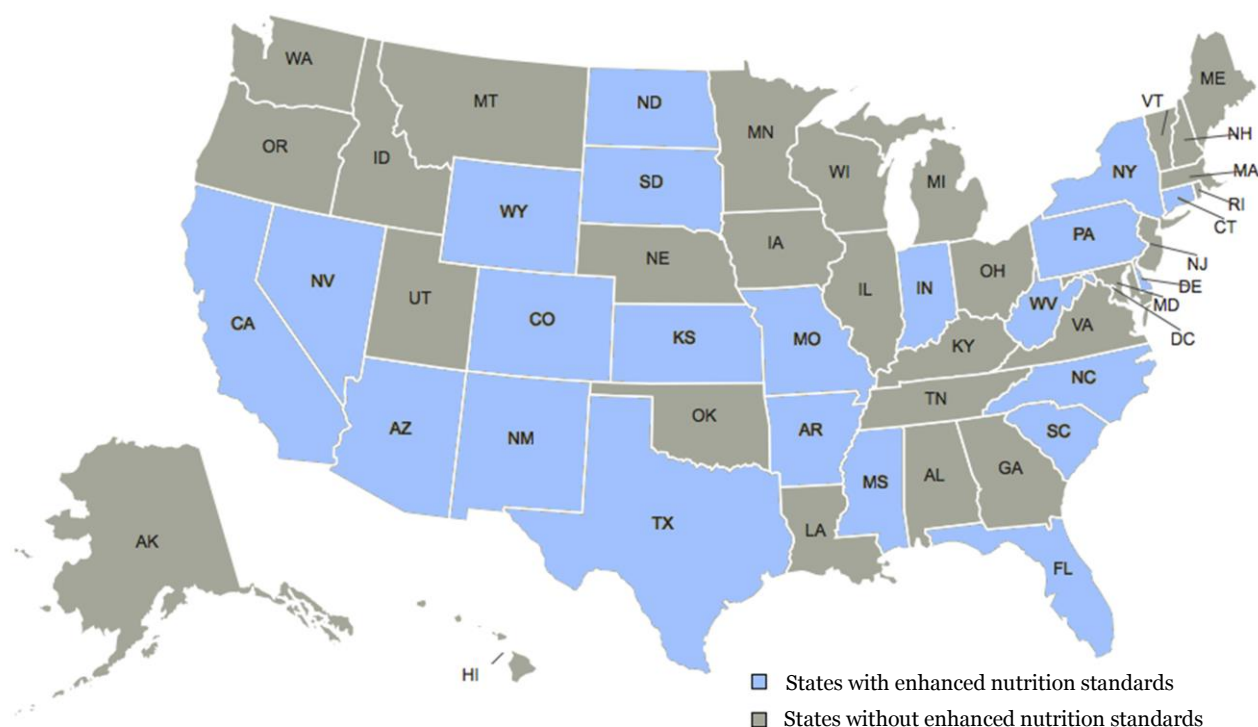 WA
MT
ND
MN
ME
VT
NH
OR
ID
SD
WI
MI
NY
MA
WY
RI
CT
IA
PA
NE
OH
NJ
NV
UT
IL
IN
DE
MD
CA
CO
WV
VA
DC
KS
MO
KY
NC
TN
AZ
NM
OK
AR
SC
MS
AL
GA
TX
LA
AK
FL
HI
States with enhanced nutrition standards
States without enhanced nutrition standards